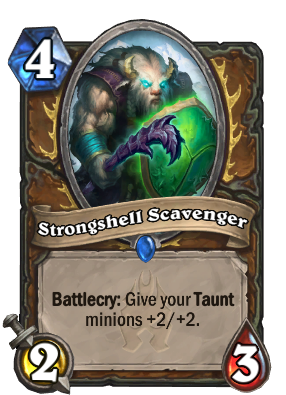 4
Strongshell Scavenger
Battlecry: Give your Taunt
minions +2/+2.
2
3